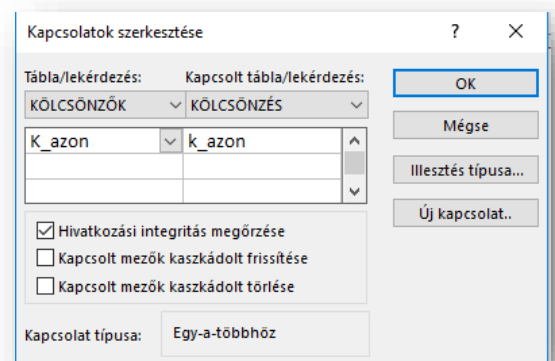 Kapcsolatok szerkesztése ? ×
Tábla/lekérdezés: Kapcsolt tábla/lekérdezés:
OK
KÖLCSÖNZŐK KÖLCSÖNZÉS
Mégse
K_azon k_azon
Illesztés típusa...
Új kapcsolat..
Hivatkozási integritás megőrzése
Kapcsolt mezők kaszkádolt frissítése
Kapcsolt mezők kaszkádolt törlése
Kapcsolat típusa: Egy-a-többhöz